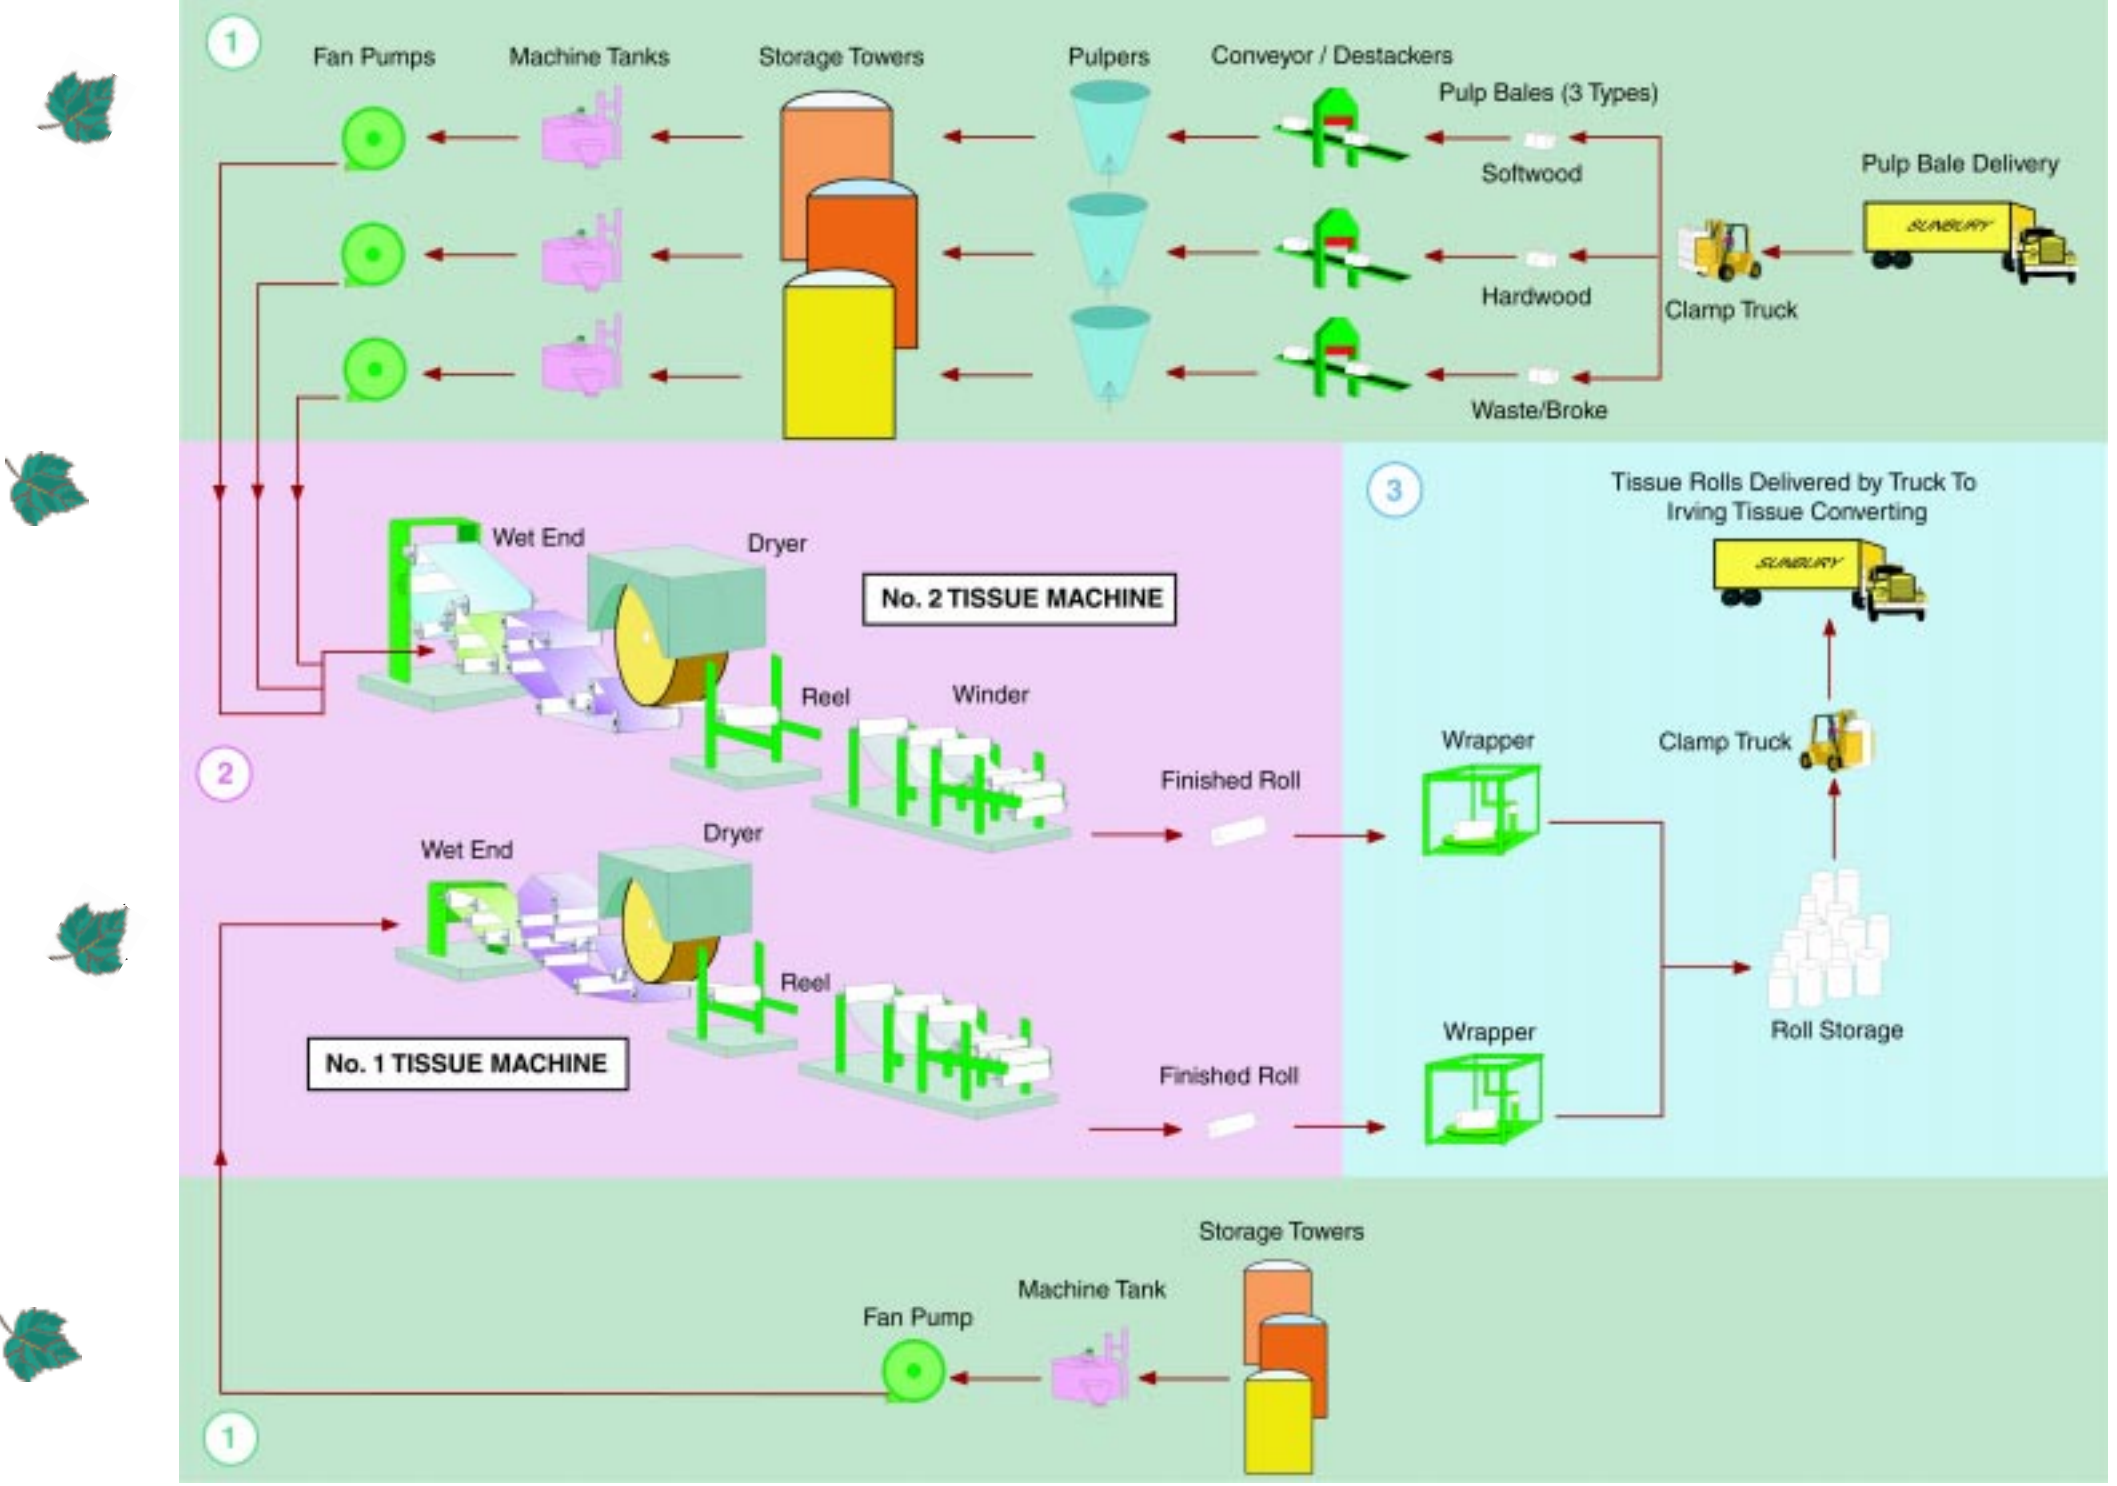 1
Fan Pumps
Machine Tanks
Storage Towers
Pulpers
Conveyor / Destackers
Pulp Bales (3 Types)
Softwood
Pulp Bale Delivery
SUNBURY
Hardwood
Clamp Truck
Waste/Broke
3
Tissue Rolls Delivered by Truck To
Irving Tissue Converting
SUNBURY
Wet End
Dryer
No. 2 TISSUE MACHINE
Reel
Winder
2
Finished Roll
Wrapper
Clamp Truck
Wet End
Dryer
Reel
No. 1 TISSUE MACHINE
Finished Roll
Wrapper
Roll Storage
Storage Towers
Machine Tank
Fan Pump
1